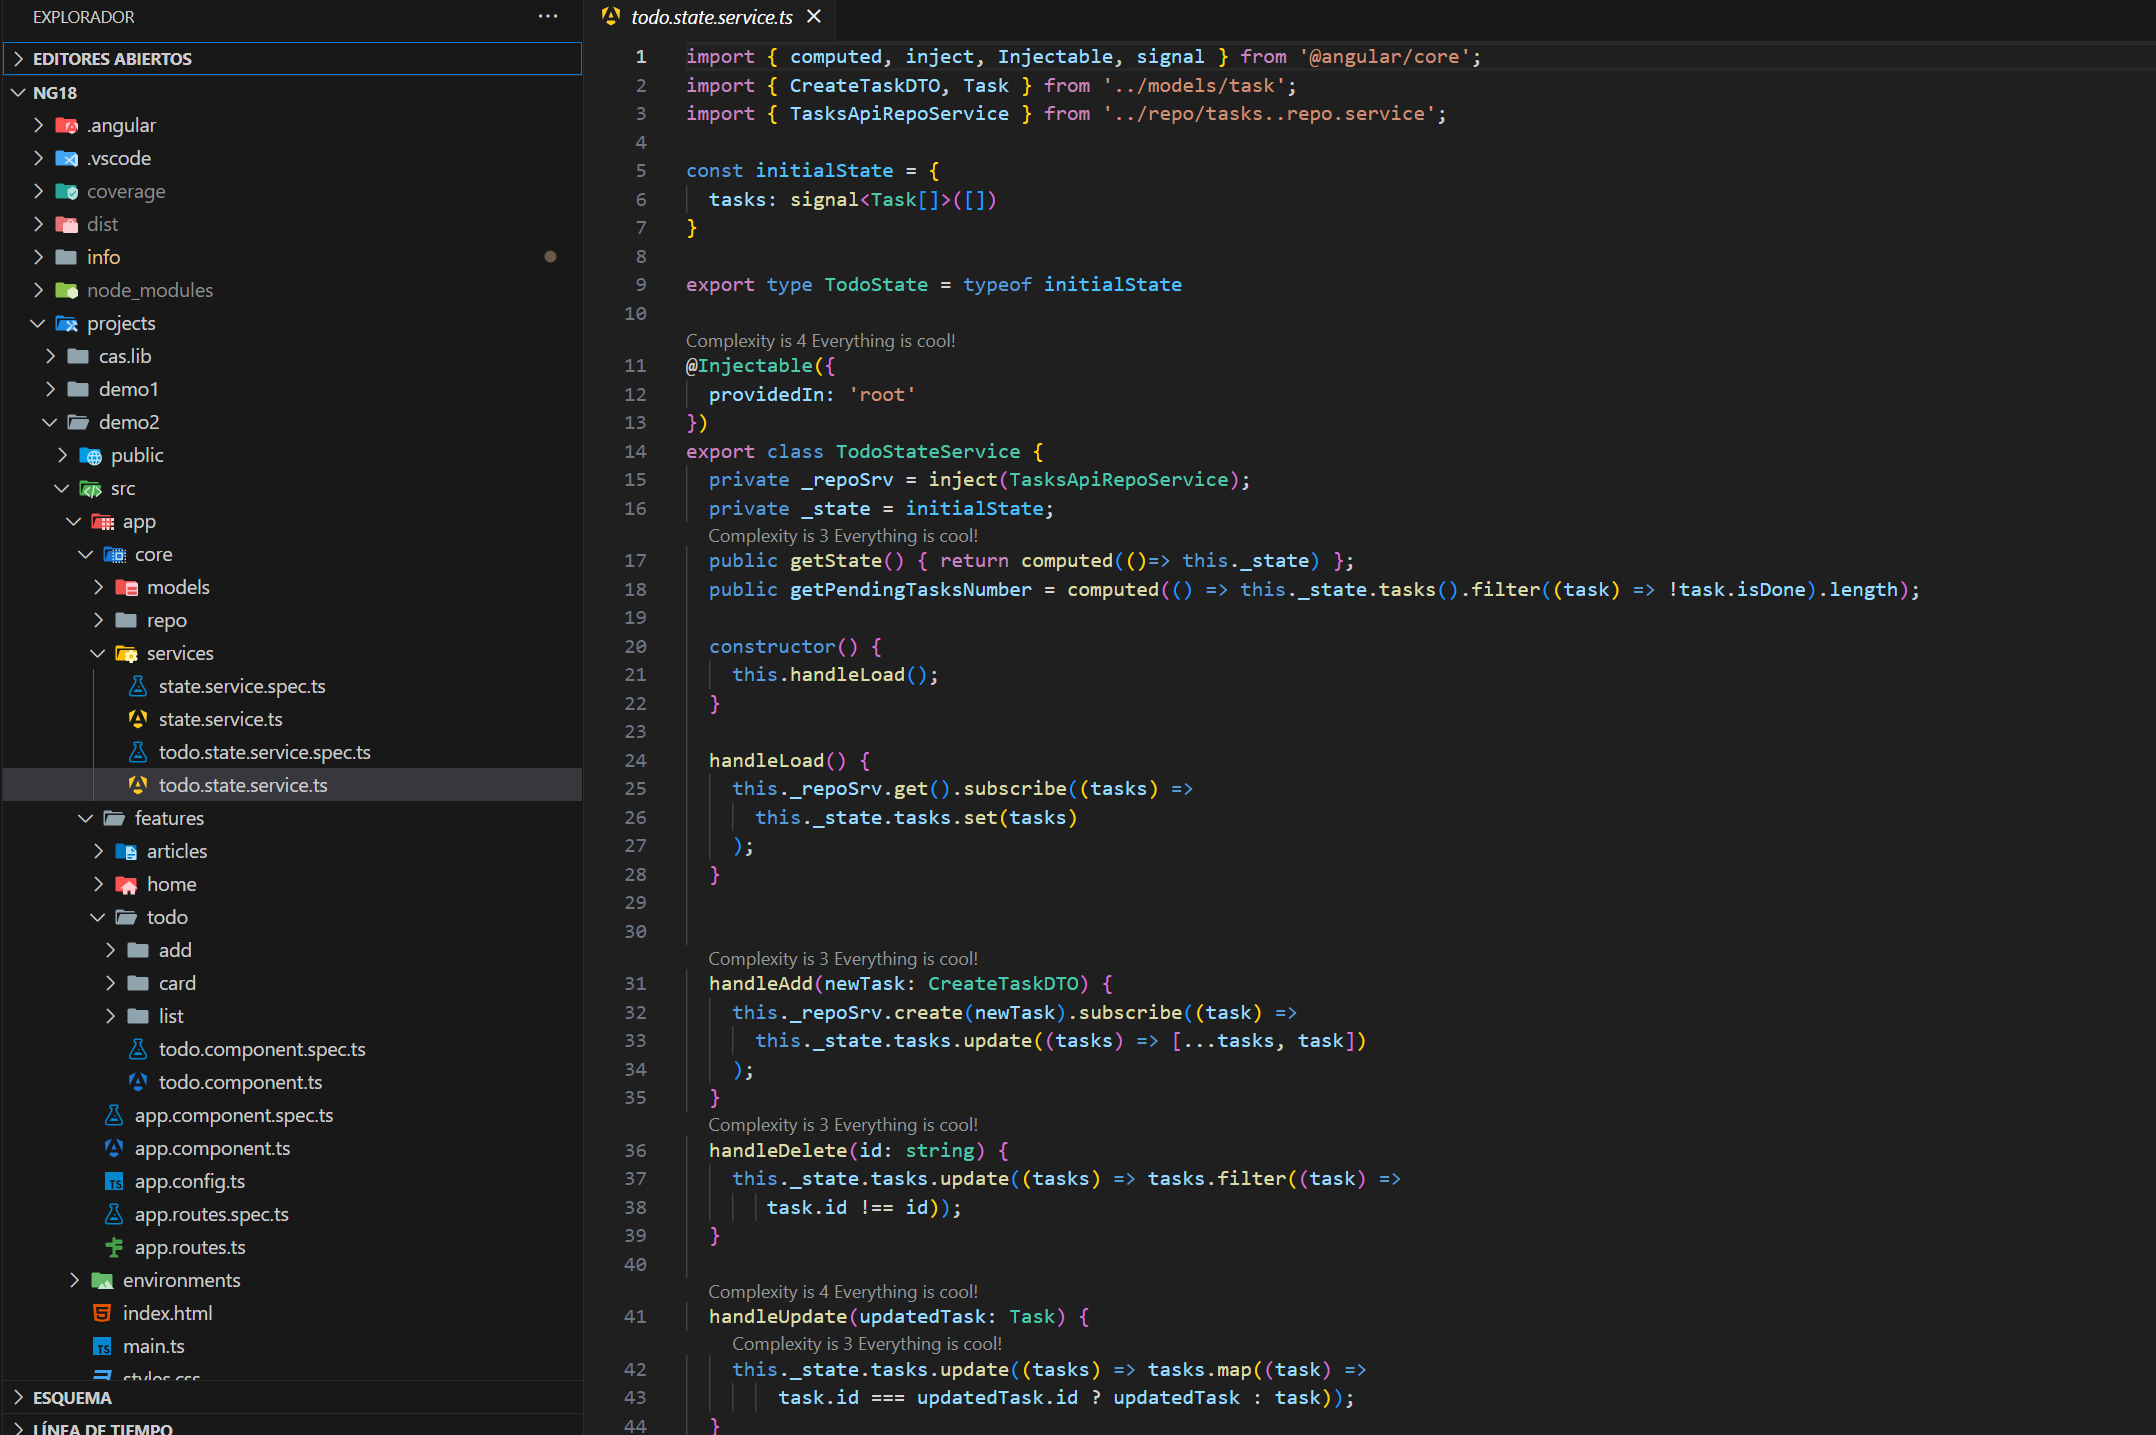 EXPLORADOR
EDITORES ABIERTOS
NG18
.angular
.vscode
coverage
dist
info
node_modules
projects
cas.lib
demo1
demo2
public
src
app
core
models
repo
services
state.service.spec.ts
state.service.ts
todo.state.service.spec.ts
todo.state.service.ts
features
articles
home
todo
add
card
list
todo.component.spec.ts
todo.component.ts
app.component.spec.ts
app.component.ts
app.config.ts
app.routes.spec.ts
app.routes.ts
environments
index.html
main.ts
styles.css
ESQUEMA
LÍNEA DE TIEMPO
todo.state.service.ts
1 import { computed, inject, Injectable, signal } from '@angular/core';
2 import { CreateTaskDTO, Task } from '../models/task';
3 import { TasksApiRepoService } from '../repo/tasks..repo.service';
4
5 const initialState = {
6   tasks: signal<Task[]>([])
7 }
8
9 export type TodoState = typeof initialState
10
Complexity is 4 Everything is cool!
11 @Injectable({
12   providedIn: 'root'
13 })
14 export class TodoStateService {
15   private _repoSrv = inject(TasksApiRepoService);
16   private _state = initialState;
Complexity is 3 Everything is cool!
17   public getState() { return computed(()=> this._state) };
18   public getPendingTasksNumber = computed(() => this._state.tasks().filter((task) => !task.isDone).length);
19
20   constructor() {
21     this.handleLoad();
22   }
23
24   handleLoad() {
25     this._repoSrv.get().subscribe((tasks) =>
26       this._state.tasks.set(tasks)
27     );
28   }
29
30
Complexity is 3 Everything is cool!
31   handleAdd(newTask: CreateTaskDTO) {
32     this._repoSrv.create(newTask).subscribe((task) =>
33       this._state.tasks.update((tasks) => [...tasks, task])
34     );
35   }
Complexity is 3 Everything is cool!
36   handleDelete(id: string) {
37     this._state.tasks.update((tasks) => tasks.filter((task) =>
38        task.id !== id));
39   }
40
Complexity is 4 Everything is cool!
41   handleUpdate(updatedTask: Task) {
Complexity is 3 Everything is cool!
42     this._state.tasks.update((tasks) => tasks.map((task) =>
43         task.id === updatedTask.id ? updatedTask : task));
44   }